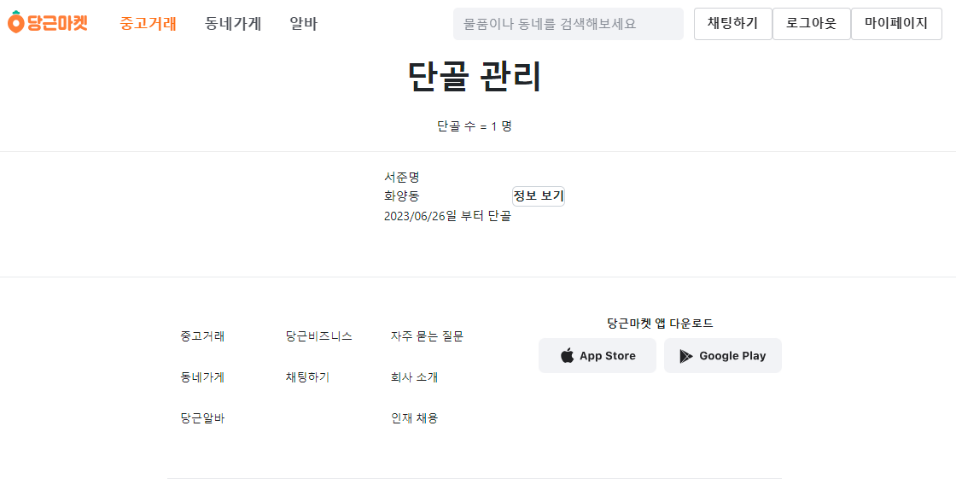 당근마켓 중고거래 동네가게 알바 물품이나 동네를 검색해보세요 채팅하기 로그아웃 마이페이지
단골 관리
단골 수 = 1 명
서준명
화양동 정보 보기
2023/06/26일 부터 단골
당근마켓 앱 다운로드
중고거래 당근비즈니스 자주 묻는 질문
App Store Google Play
동네가게 채팅하기 회사 소개
당근알바 인재 채용